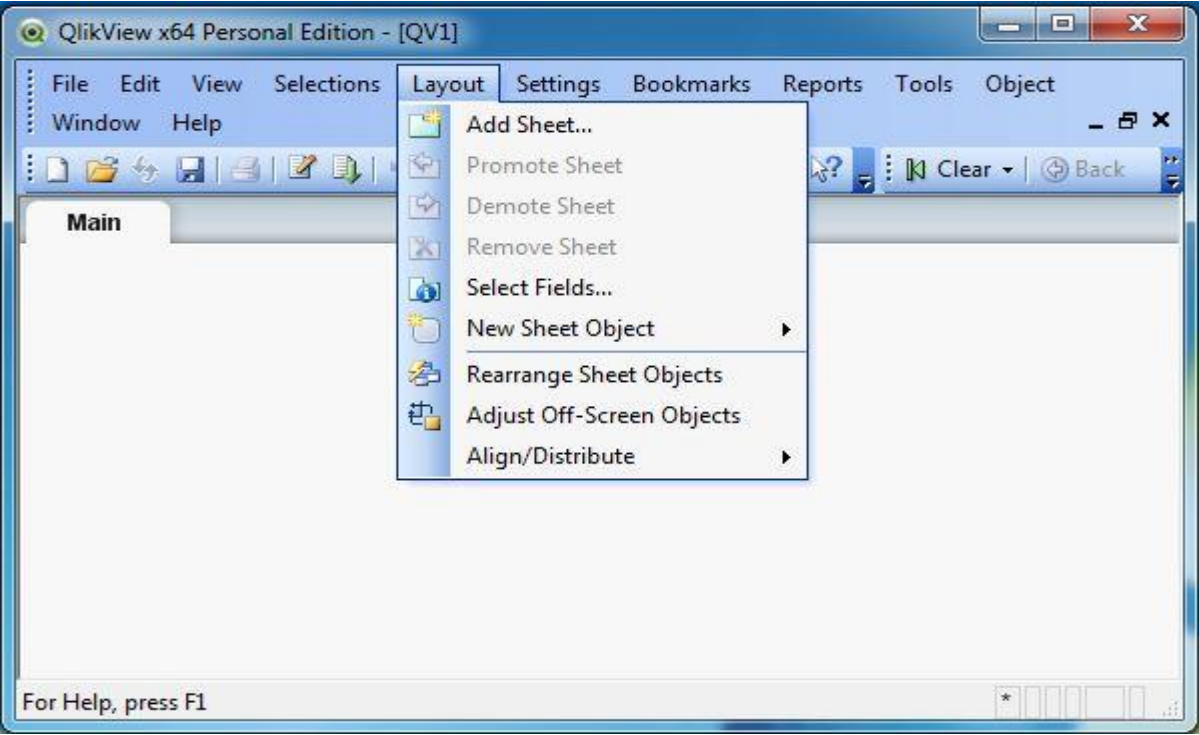 QlikView x64 Personal Edition - [QV1]
File Edit View Selections Layout Settings Bookmarks Reports Tools Object
Window Help
Clear Back
Main
Add Sheet...
Promote Sheet
Demote Sheet
Remove Sheet
Select Fields...
New Sheet Object
Rearrange Sheet Objects
Adjust Off-Screen Objects
Align/Distribute
For Help, press F1 *